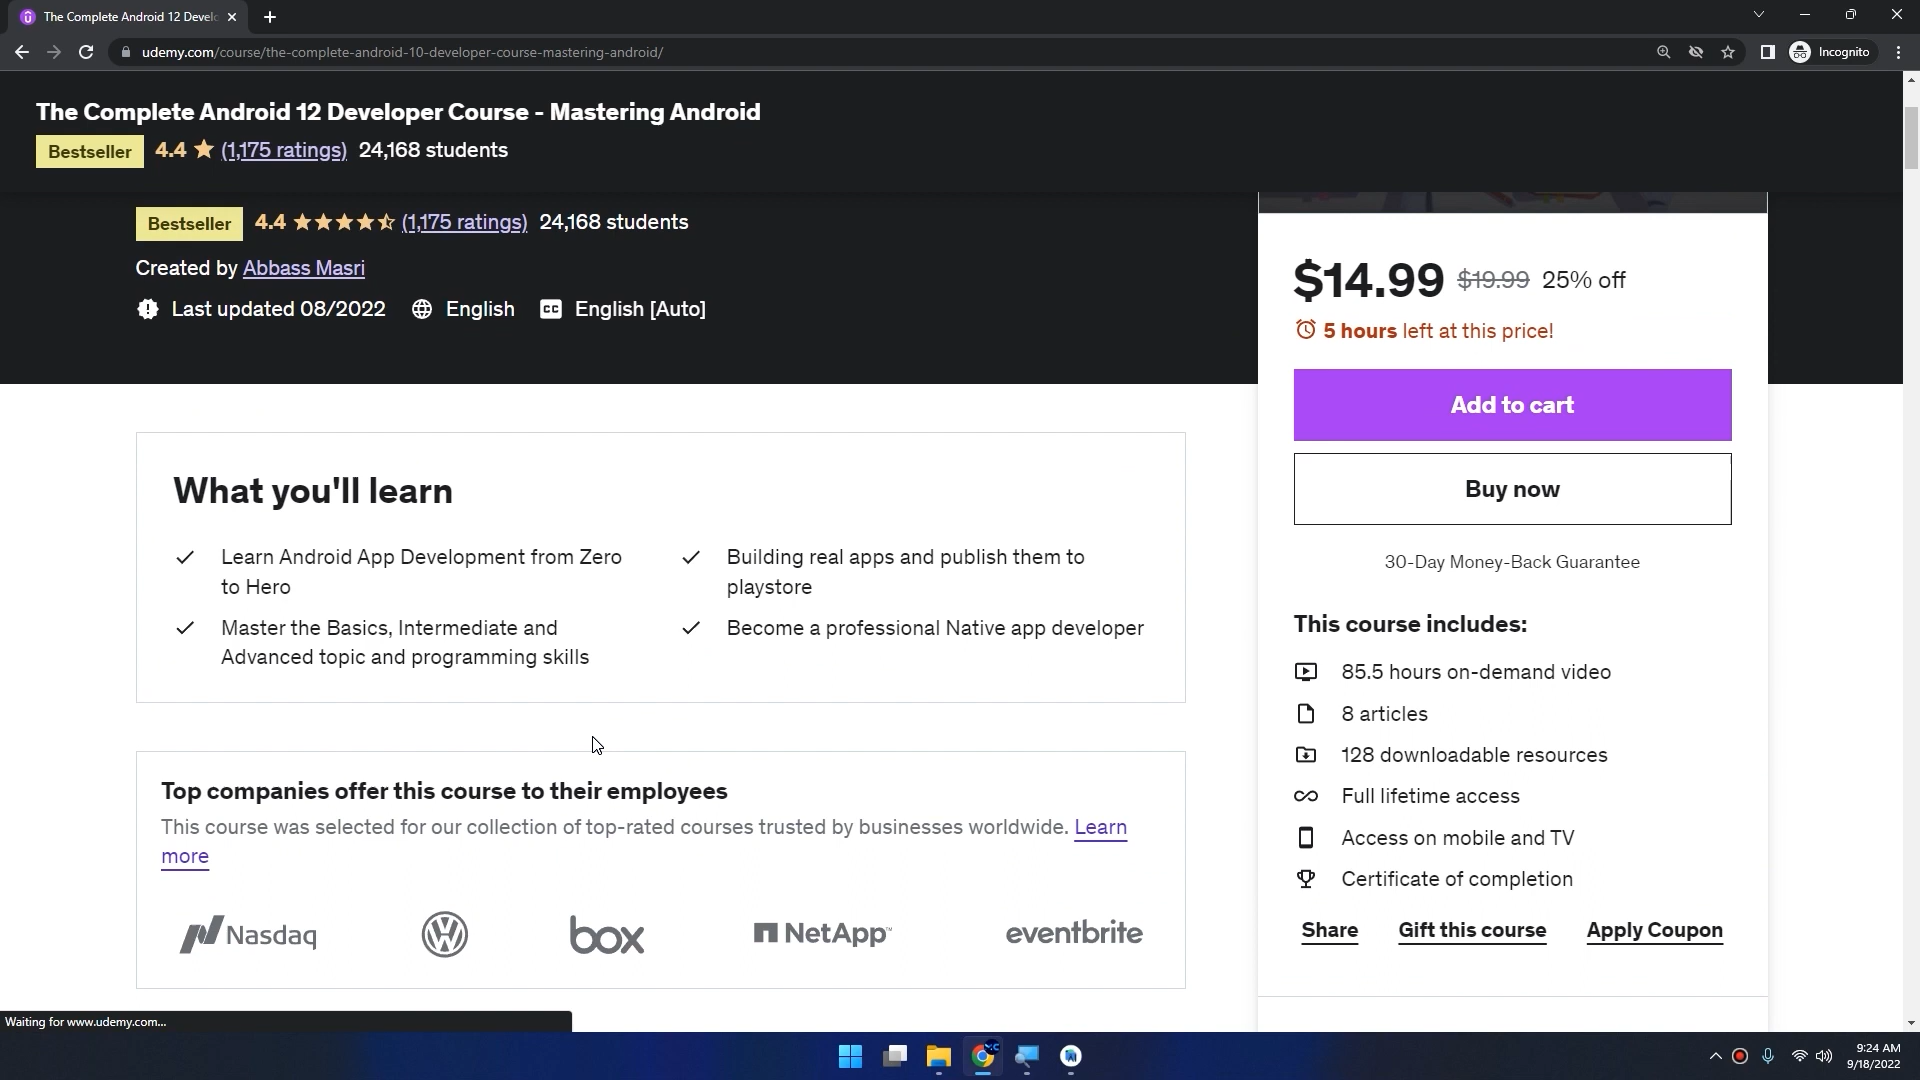 The Complete Android 12 Develo
udemy.com/course/the-complete-android-10-developer-course-mastering-android/
Incognito
The Complete Android 12 Developer Course - Mastering Android
Bestseller 4.4 (1,175 ratings) 24,168 students
Bestseller 4.4 (1,175 ratings) 24,168 students
Created by Abbass Masri
Last updated 08/2022 English CC English [Auto]
$14.99 $19.99 25% off
5 hours left at this price!
Add to cart
Buy now
30-Day Money-Back Guarantee
This course includes:
85.5 hours on-demand video
8 articles
128 downloadable resources
Full lifetime access
Access on mobile and TV
Certificate of completion
Share Gift this course Apply Coupon
What you'll learn
Learn Android App Development from Zero
to Hero
Building real apps and publish them to
playstore
Master the Basics, Intermediate and
Advanced topic and programming skills
Become a professional Native app developer
Top companies offer this course to their employees
This course was selected for our collection of top-rated courses trusted by businesses worldwide. Learn
more
Nasdaq box NetApp eventbrite
Waiting for www.udemy.com...
9:24 AM
9/18/2022